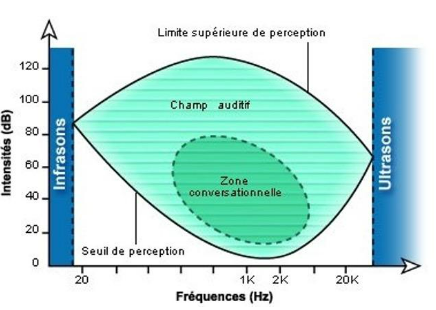 Limite supérieure de perception
Intensités (dB)
120
100
80
60
40
20
0
Infrasons
Champ auditif
Zone
conversationnelle
Ultrasons
Seuil de perception
20
1K
2K
20K
Fréquences (Hz)